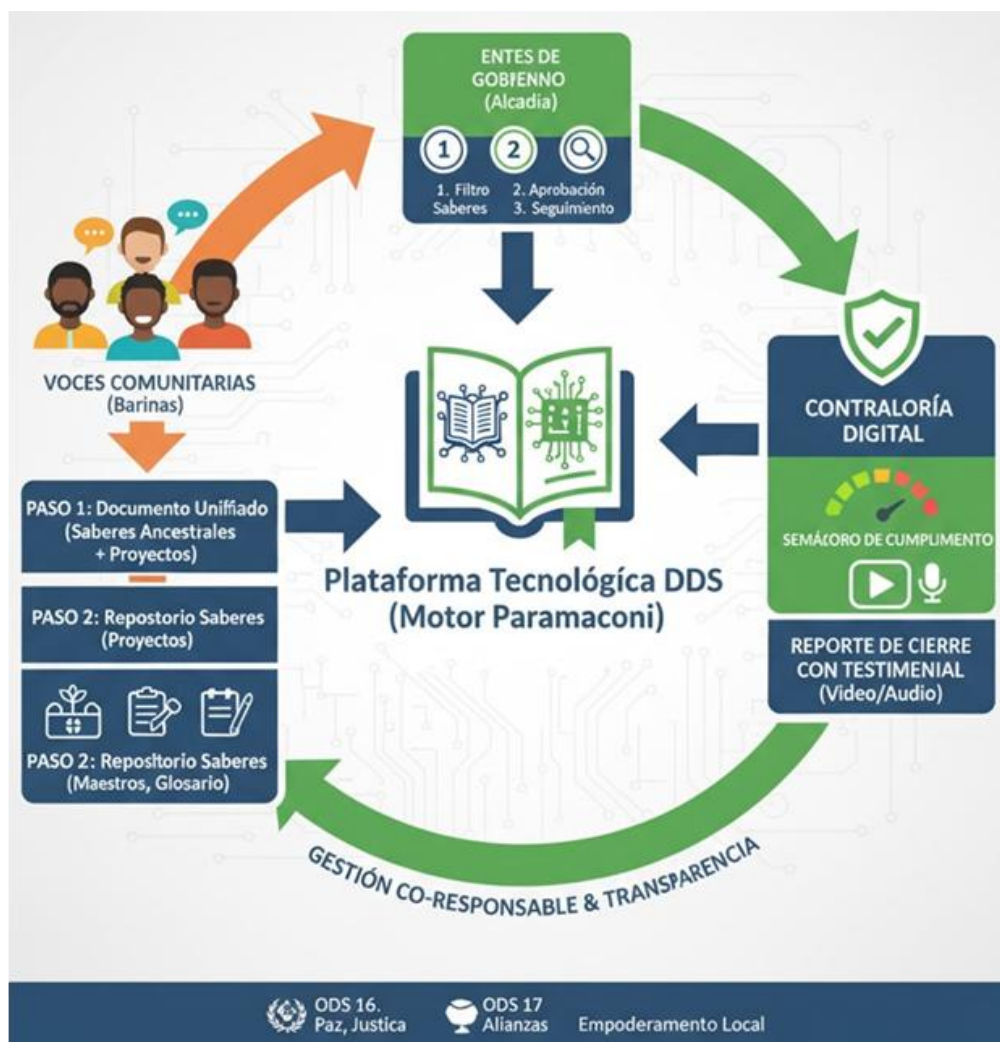 ENTES DE
GOBIENNO
(Alcadia)
1
2
1. Filtro
Saberes
2. Aprobación
3. Seguimiento
VOCES COMUNITARIAS
(Barinas)
PASO 1: Documento Unifiado
(Saberes Ancestrales
+ Proyectos)
PASO 2: Repostorio Saberes
(Proyectos)
PASO 2: Repositorio Saberes
(Maestros, Glosario)
Plataforma Tecnológíca DDS
(Motor Paramaconi)
CONTRALORÍA
DIGITAL
SEMÁLORO DE CUMPLIMENTO
REPORTE DE CIERRE
CON TESTIMENIAL
(Video/Audio)
GESTIÓN CO-RESPONSABLE & TRANSPARENCIA
ODS 16.
Paz, Justica
ODS 17
Alianzas
Empoderamento Local